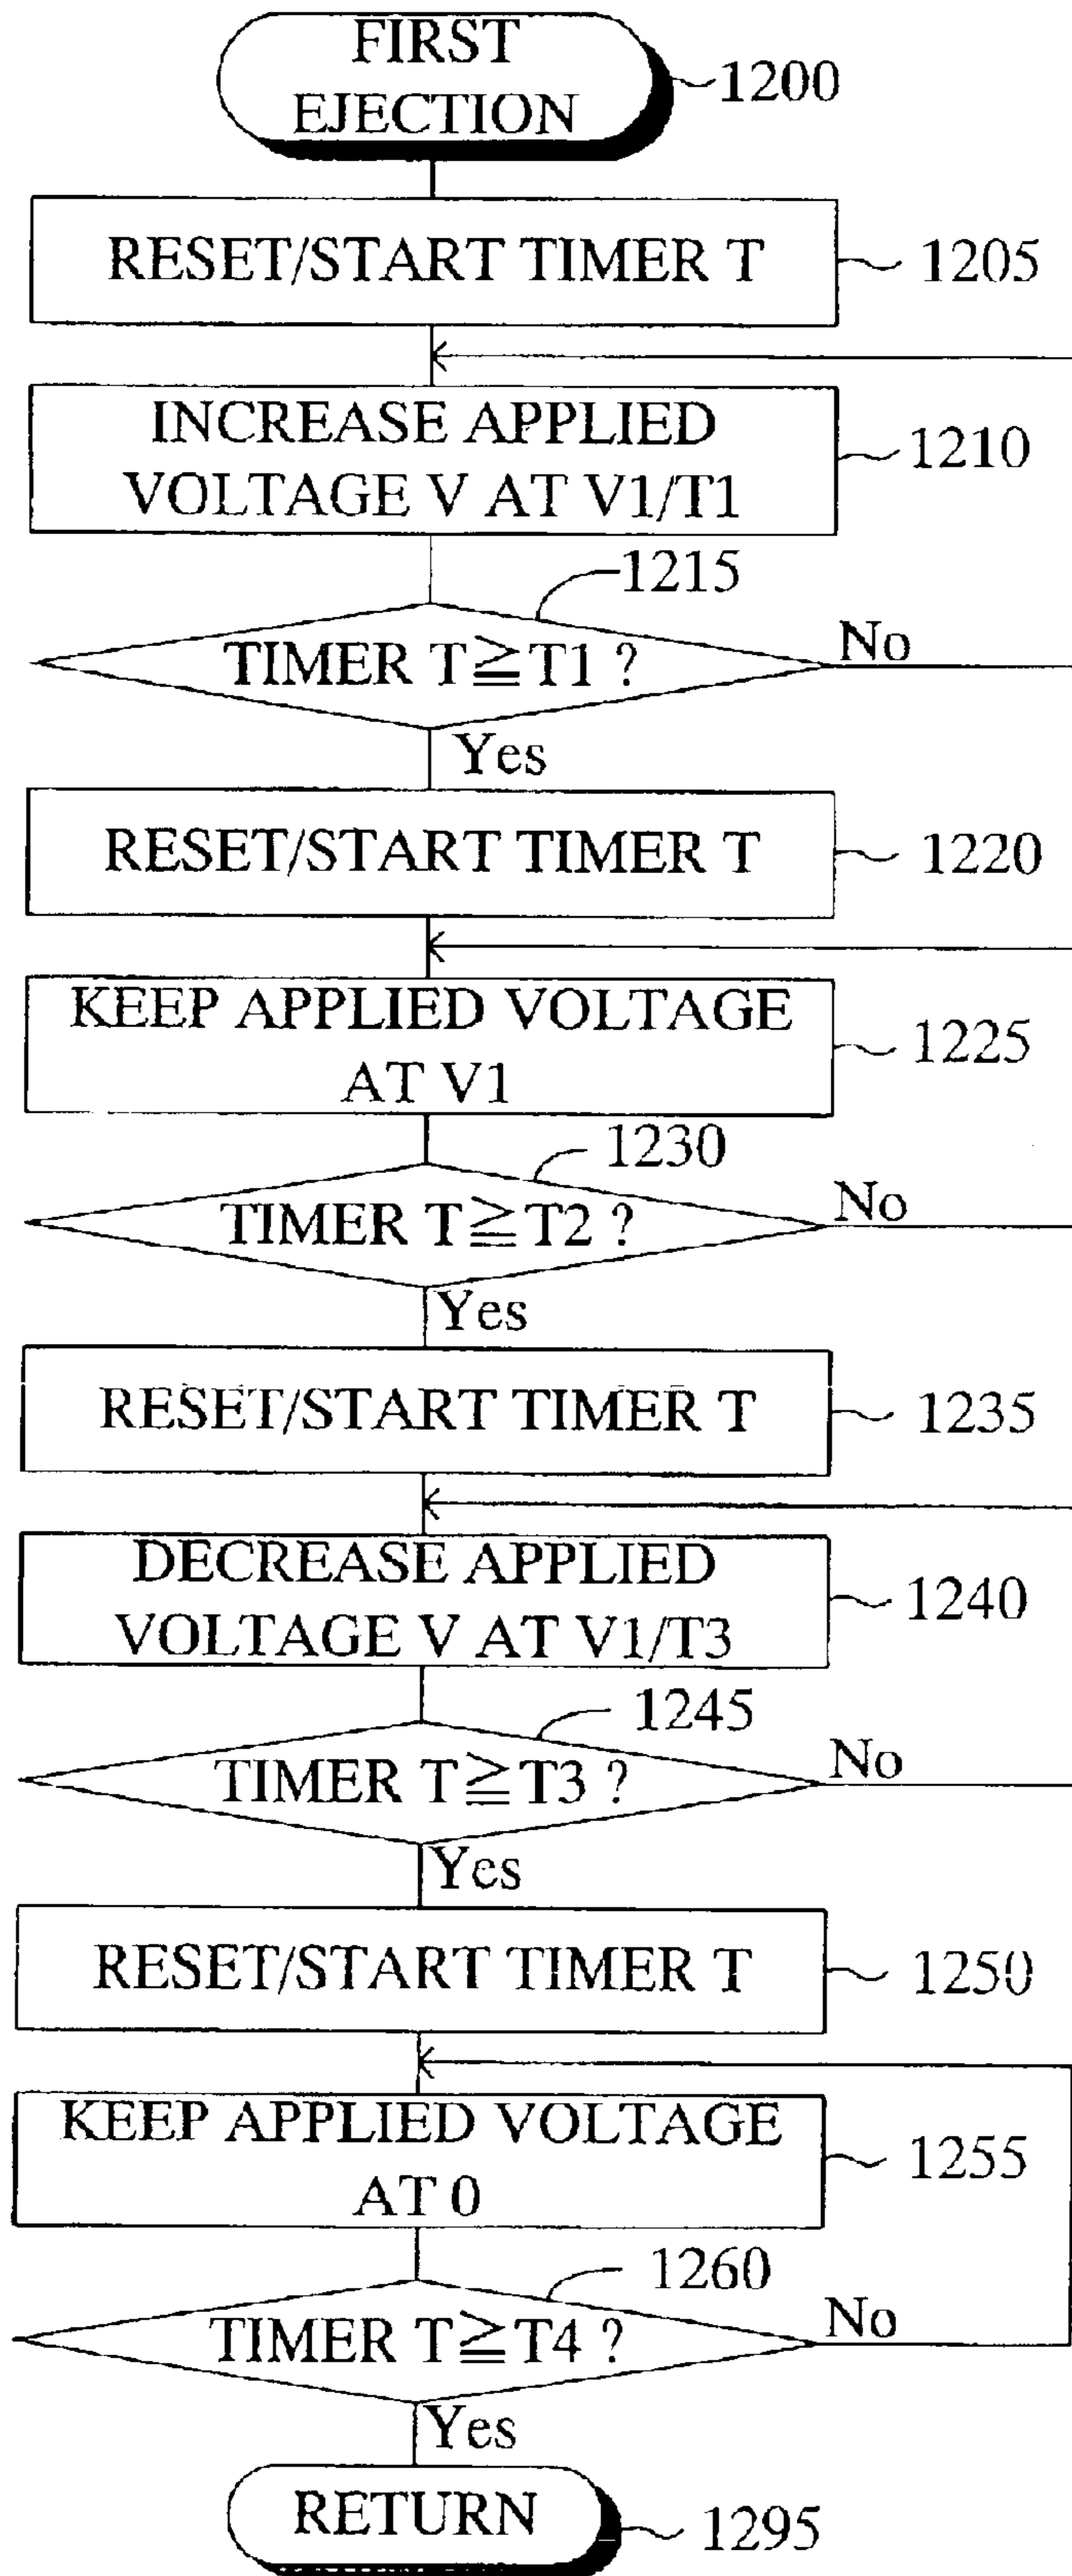 FIRST
EJECTION
1200
RESET/START TIMER T
1205
INCREASE APPLIED
VOLTAGE V AT V1/T1
1210
1215
TIMER T≧T1 ?
No
Yes
RESET/START TIMER T
1220
KEEP APPLIED VOLTAGE
AT V1
1225
1230
TIMER T≧T2 ?
No
Yes
RESET/START TIMER T
1235
DECREASE APPLIED
VOLTAGE V AT V1/T3
1240
1245
TIMER T≧T3 ?
No
Yes
RESET/START TIMER T
1250
KEEP APPLIED VOLTAGE
AT 0
1255
1260
TIMER T≧T4 ?
No
Yes
RETURN
1295